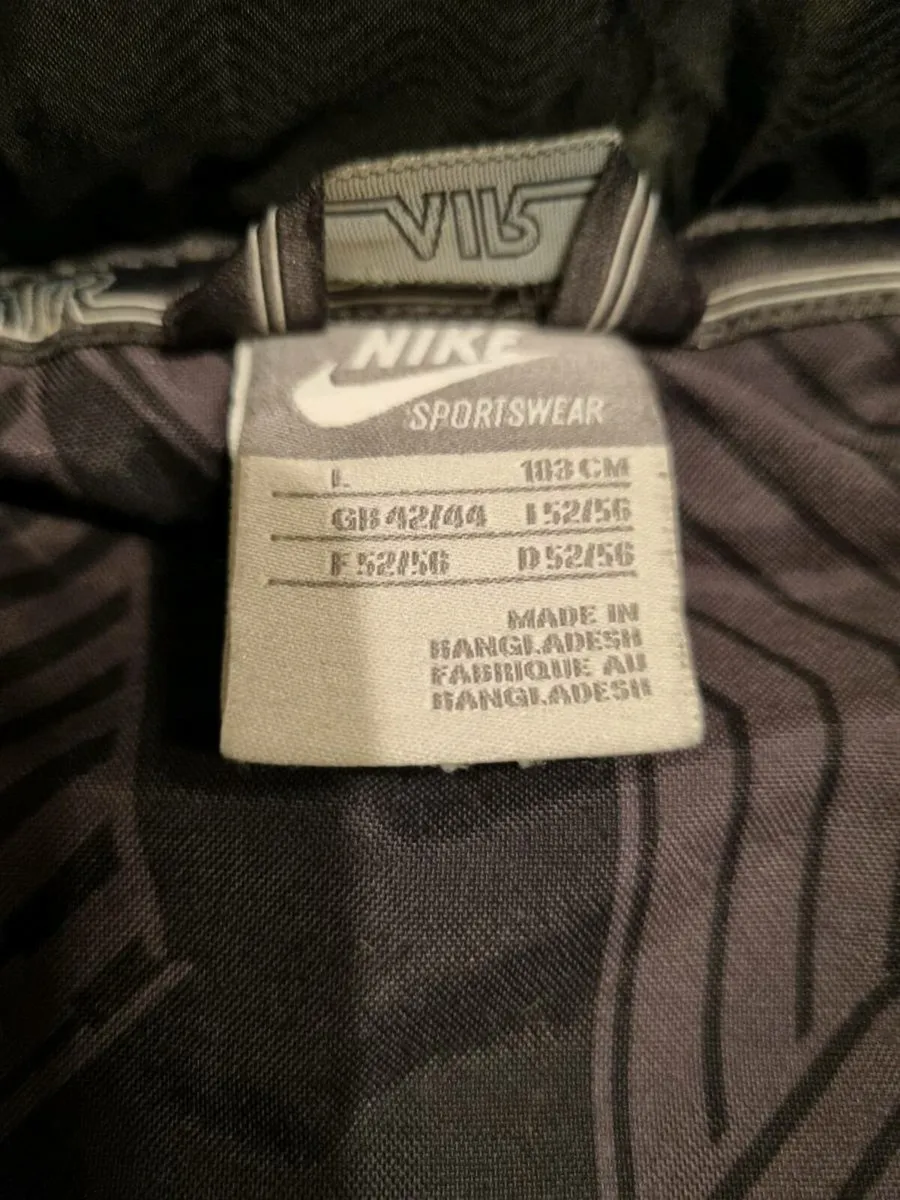 AIR
NIKE
SPORTSWEAR
L 183 CM
GB 42/44 I 52/56
F 52/56 D 52/56
MADE IN
BANGLADESH
FABRIQUE AU
BANGLADESH